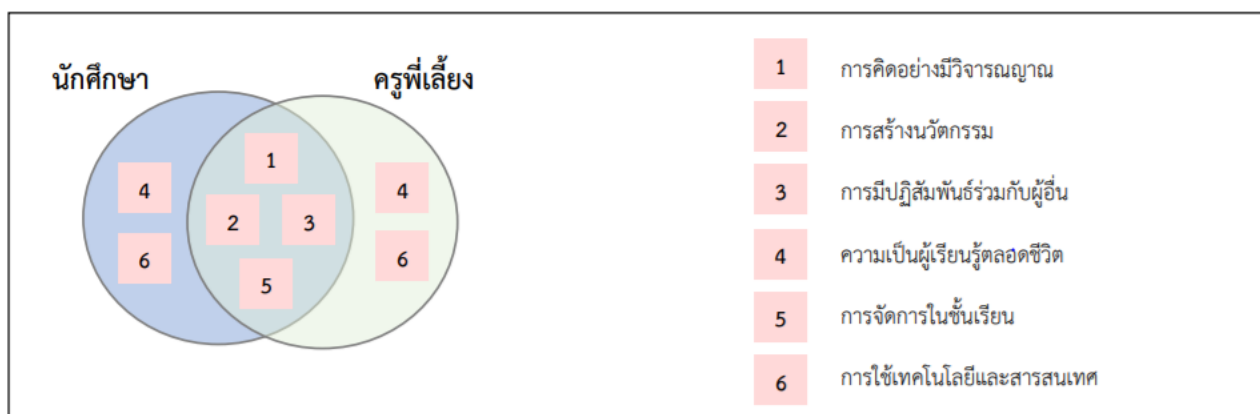 นักศึกษา
ครูพี่เลี้ยง
1
4
4
2
3
6
6
5
1 การคิดอย่างมีวิจารณญาณ
2 การสร้างนวัตกรรม
3 การมีปฏิสัมพันธ์ร่วมกับผู้อื่น
4 ความเป็นผู้เรียนรู้ตลอดชีวิต
5 การจัดการในชั้นเรียน
6 การใช้เทคโนโลยีและสารสนเทศ